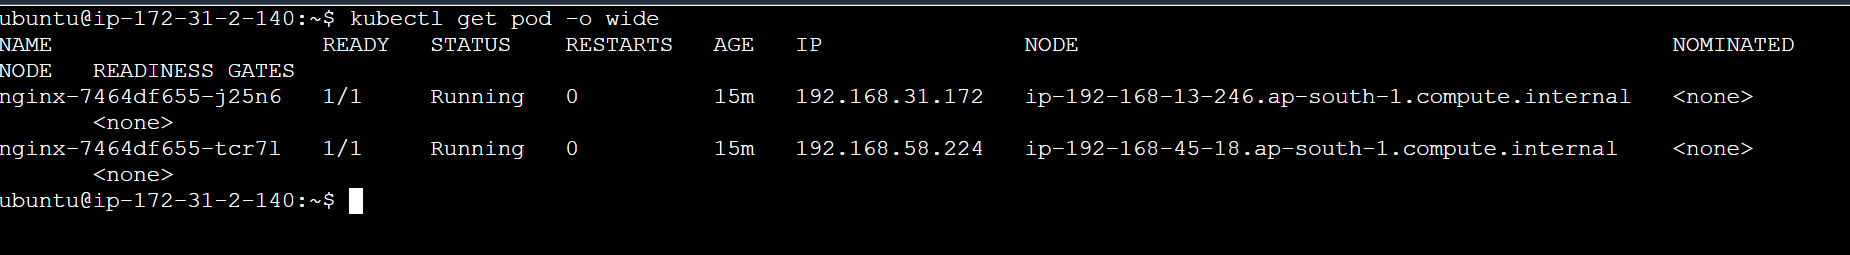 ubuntu@ip-172-31-2-140:~$ kubectl get pod -o wide
NAME                    READY   STATUS    RESTARTS   AGE   IP               NODE                                            NOMINATED
NODE   READINESS GATES
nginx-7464df655-j25n6   1/1     Running   0          15m   192.168.31.172   ip-192-168-13-246.ap-south-1.compute.internal   <none>
       <none>
nginx-7464df655-tcr7l   1/1     Running   0          15m   192.168.58.224   ip-192-168-45-18.ap-south-1.compute.internal    <none>
       <none>
ubuntu@ip-172-31-2-140:~$